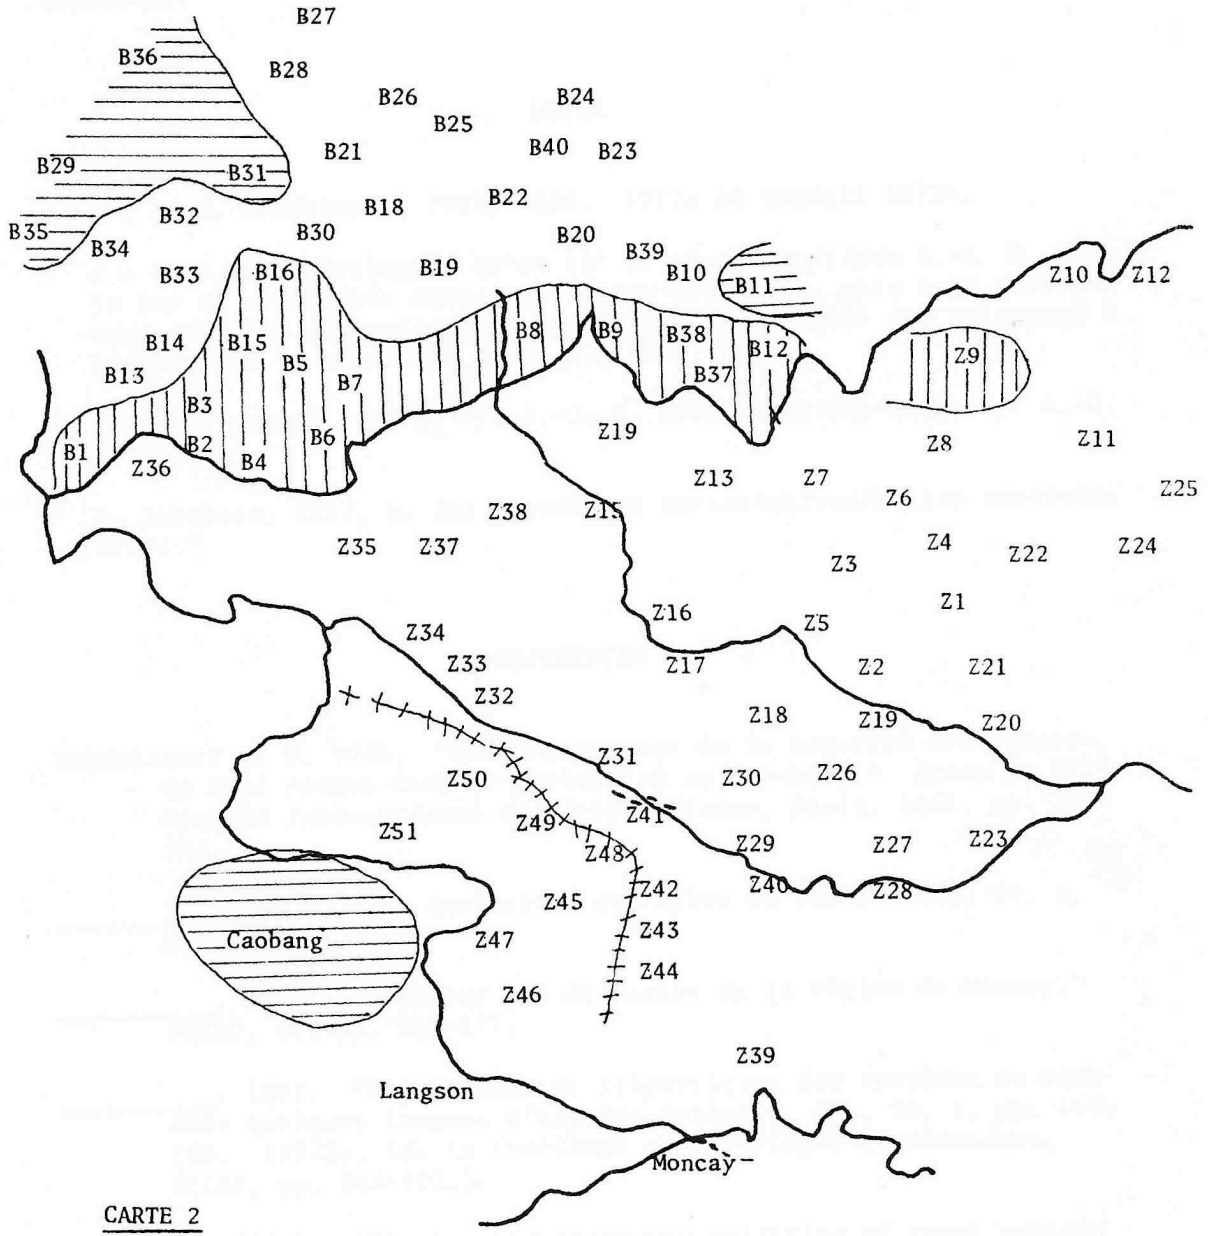 B27
B36
B28
B26 B24
B25
B21 B40 B23
B29 B31
B22
B32 B18
B35 B34 B30 B20 B39
B33 B16 B19 B10 B11 Z10 Z12
B14 B15 B5 B8 B9 B38 B12 Z9
B13 B7 B37
B3
B1 B2 B6 Z19 Z8 Z11
Z36 B4 Z13 Z7 Z6 Z25
Z38 Z15
Z35 Z37 Z3 Z4 Z22 Z24
Z16 Z5 Z1
Z34
Z33 Z17 Z2 Z21
Z32 Z18 Z19 Z20
Z31
Z50 Z30 Z26
Z49 Z41
Z51 Z48 Z29 Z27 Z23
Z45 Z42 Z40 Z28
Caobang Z47 Z43
Z46 Z44
Z39
Langson
Moncay
CARTE 2